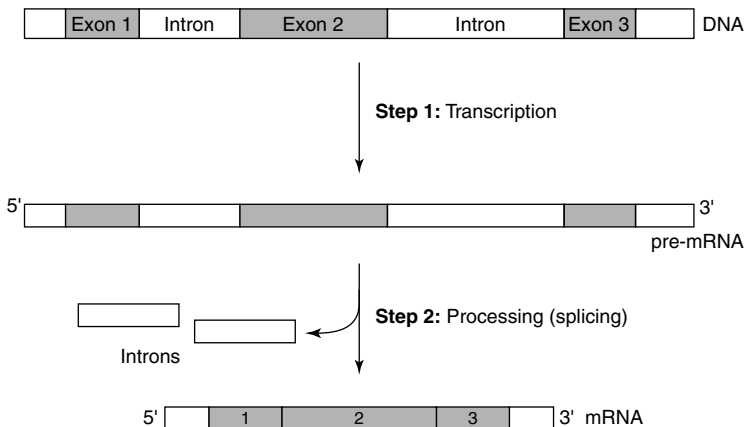 Exon 1 Intron Exon 2 Intron Exon 3 DNA
Step 1: Transcription
5' 3'
pre-mRNA
Step 2: Processing (splicing)
Introns
5' 1 2 3 3' mRNA